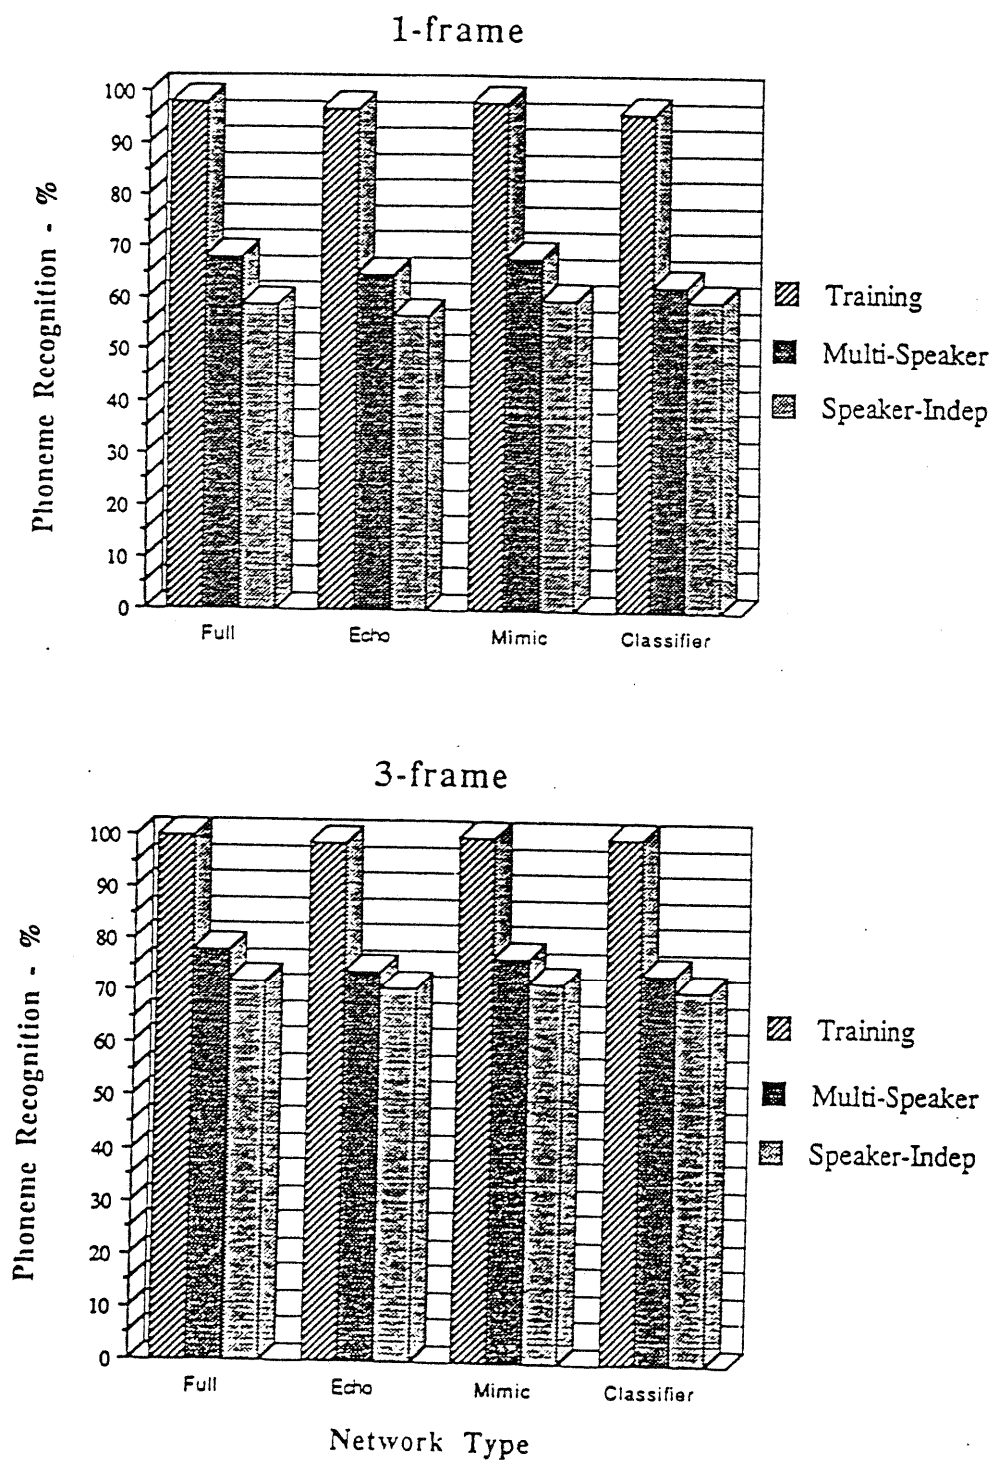 1-frame
Phoneme Recognition - %
100
90
80
70
60
50
40
30
20
10
0
Full
Echo
Mimic
Classifier
Training
Multi-Speaker
Speaker-Indep
3-frame
Phoneme Recognition - %
100
90
80
70
60
50
40
30
20
10
0
Full
Echo
Mimic
Classifier
Training
Multi-Speaker
Speaker-Indep
Network Type